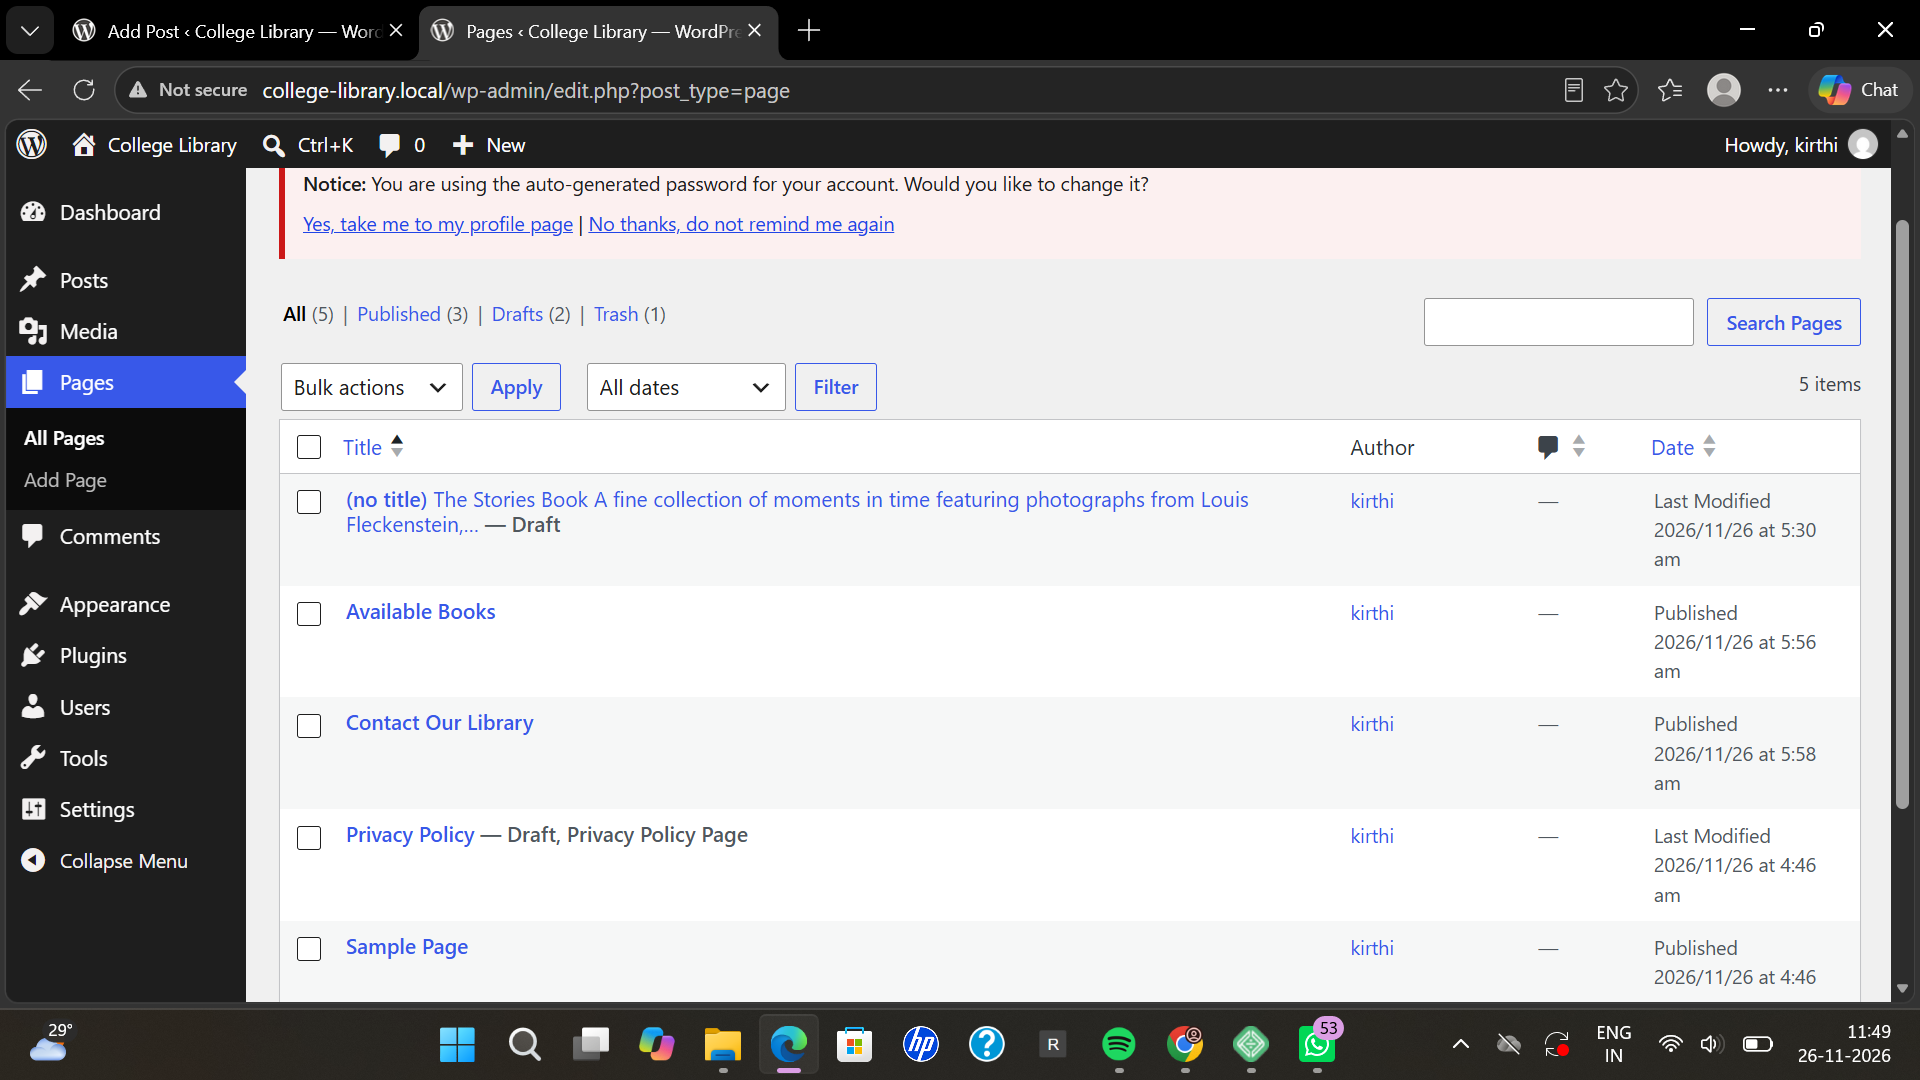 Add Post ‹ College Library — Wor
Pages ‹ College Library — WordPre
Not secure college-library.local/wp-admin/edit.php?post_type=page
Chat
College Library Ctrl+K 0 New
Howdy, kirthi
Notice: You are using the auto-generated password for your account. Would you like to change it?
Yes, take me to my profile page | No thanks, do not remind me again
Dashboard
Posts
Media
Pages
All Pages
Add Page
Comments
Appearance
Plugins
Users
Tools
Settings
Collapse Menu
All (5) | Published (3) | Drafts (2) | Trash (1)
Search Pages
Bulk actions Apply All dates Filter
5 items
Title Author Date
(no title) The Stories Book A fine collection of moments in time featuring photographs from Louis
Fleckenstein,... — Draft
kirthi
—
Last Modified
2026/11/26 at 5:30
am
Available Books
kirthi
—
Published
2026/11/26 at 5:56
am
Contact Our Library
kirthi
—
Published
2026/11/26 at 5:58
am
Privacy Policy — Draft, Privacy Policy Page
kirthi
—
Last Modified
2026/11/26 at 4:46
am
Sample Page
kirthi
—
Published
2026/11/26 at 4:46
29°
hp
?
R
53
ENG
IN
11:49
26-11-2026